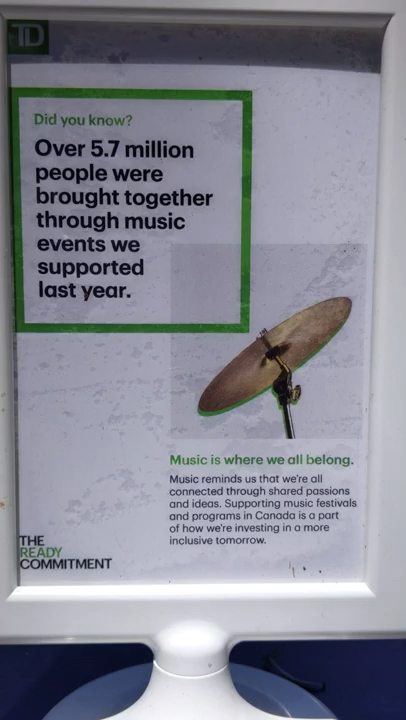 TD
Did you know?
Over 5.7 million
people were
brought together
through music
events we
supported
last year.
Music is where we all belong.
Music reminds us that we're all
connected through shared passions
and ideas. Supporting music festivals
and programs in Canada is a part
of how we're investing in a more
inclusive tomorrow.
THE
READY
COMMITMENT